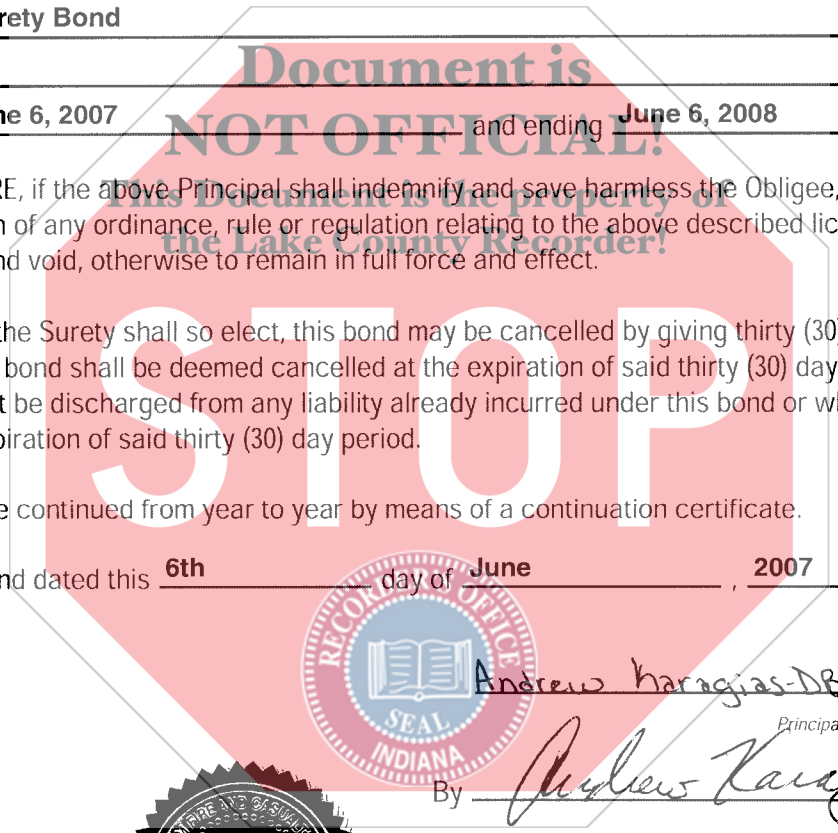 rety Bond
Document is
ne 6, 2007 and ending June 6, 2008
NOT OFFICIAL!
RE, if the above Principal shall indemnify and save harmless the Obligee,
This Document is the property of
n of any ordinance, rule or regulation relating to the above described lic
the Lake County Recorder!
nd void, otherwise to remain in full force and effect.
STOP
the Surety shall so elect, this bond may be cancelled by giving thirty (30)
bond shall be deemed cancelled at the expiration of said thirty (30) day
t be discharged from any liability already incurred under this bond or wh
piration of said thirty (30) day period.
e continued from year to year by means of a continuation certificate.
nd dated this 6th day of June , 2007
RECORDER'S OFFICE
SEAL
INDIANA
Andrew Karagias-DB
Principa
By Andrew Karag
FIRE AND CASUALT